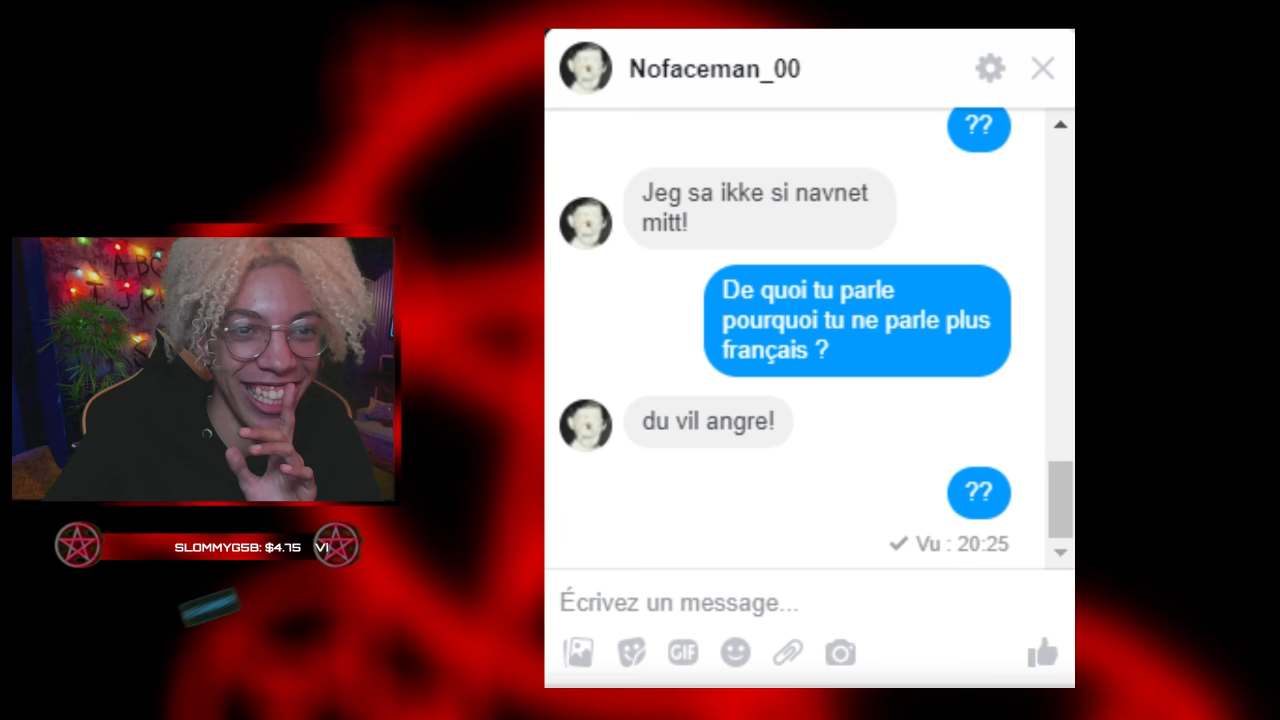 Nofaceman_00
??
Jeg sa ikke si navnet
mitt!
De quoi tu parle
pourquoi tu ne parle plus
français ?
du vil angre!
??
Vu : 20:25
Écrivez un message...
GIF
A B C
T J K
S
SLOMMYG5B: $4.75 VI